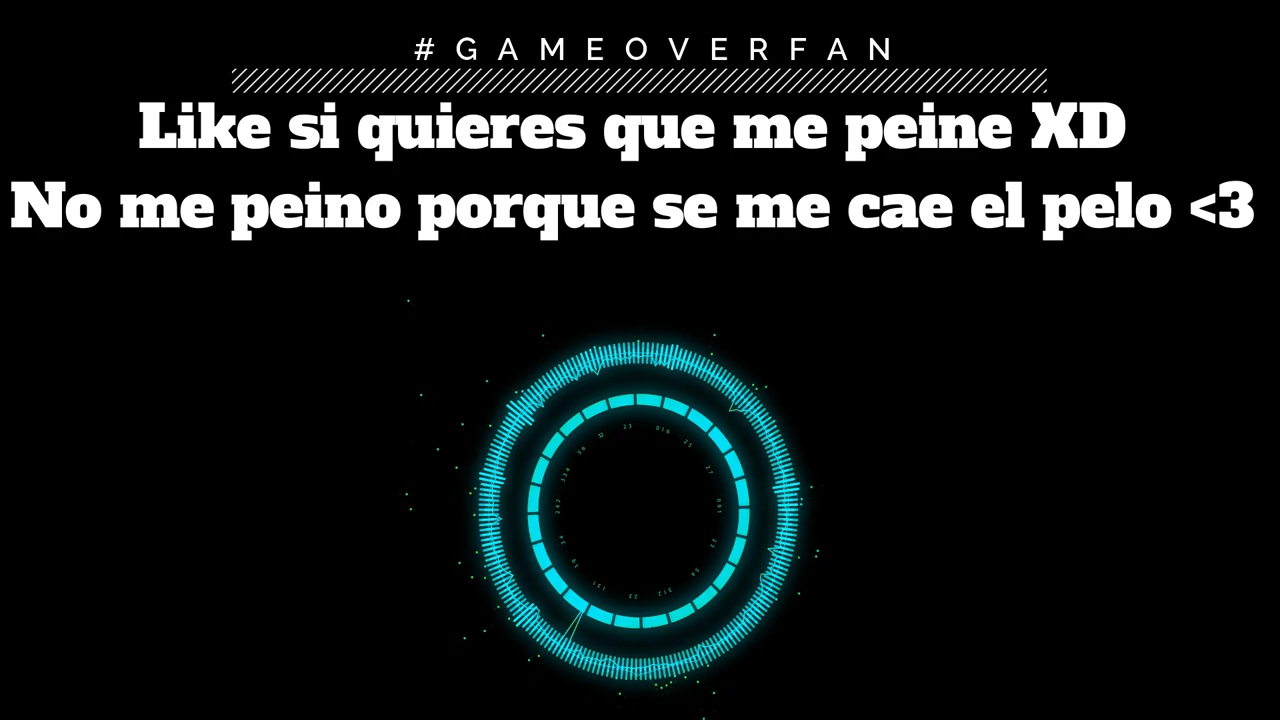 #GAMEOVERFAN
Like si quieres que me peine XD
No me peino porque se me cae el pelo <3